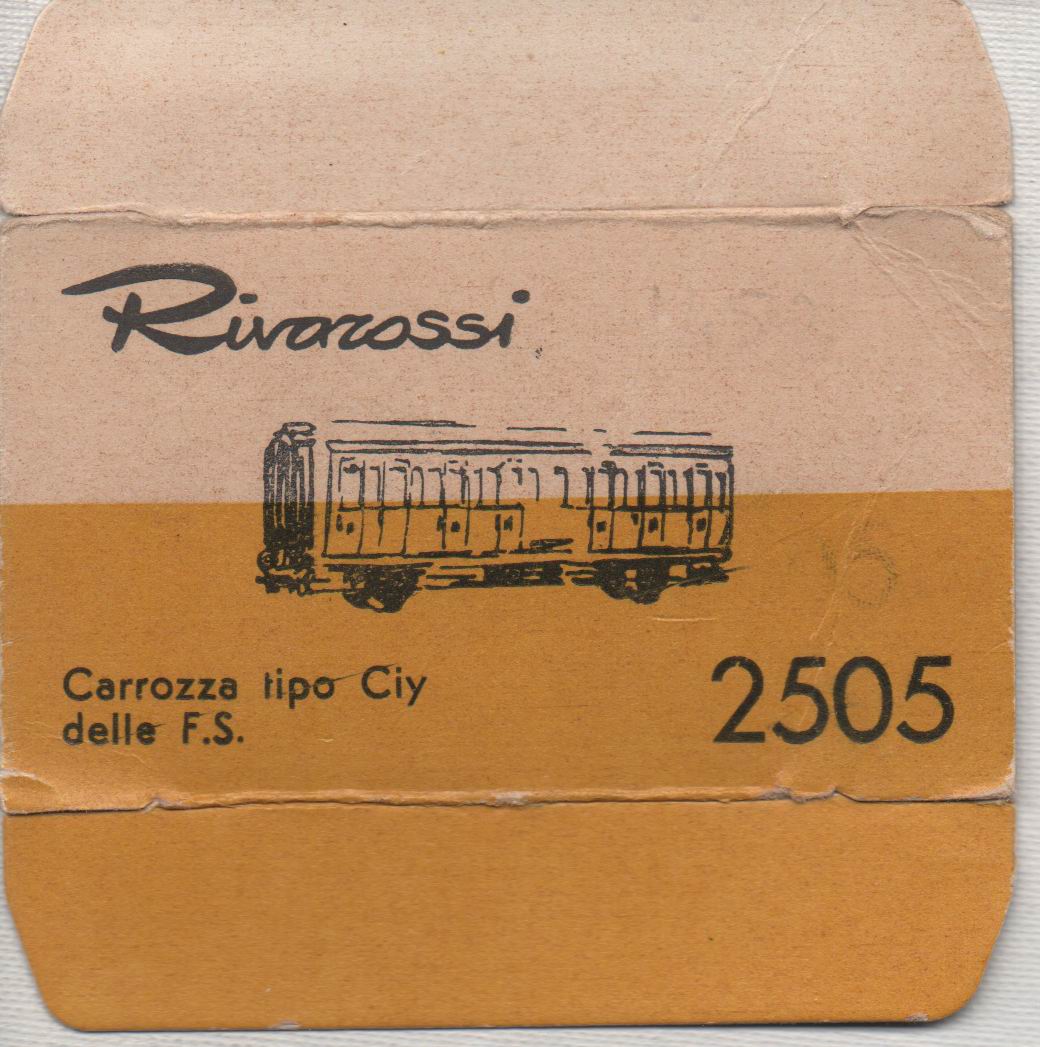 Rivarossi
Carrozza tipo Ciy
delle F.S.
2505